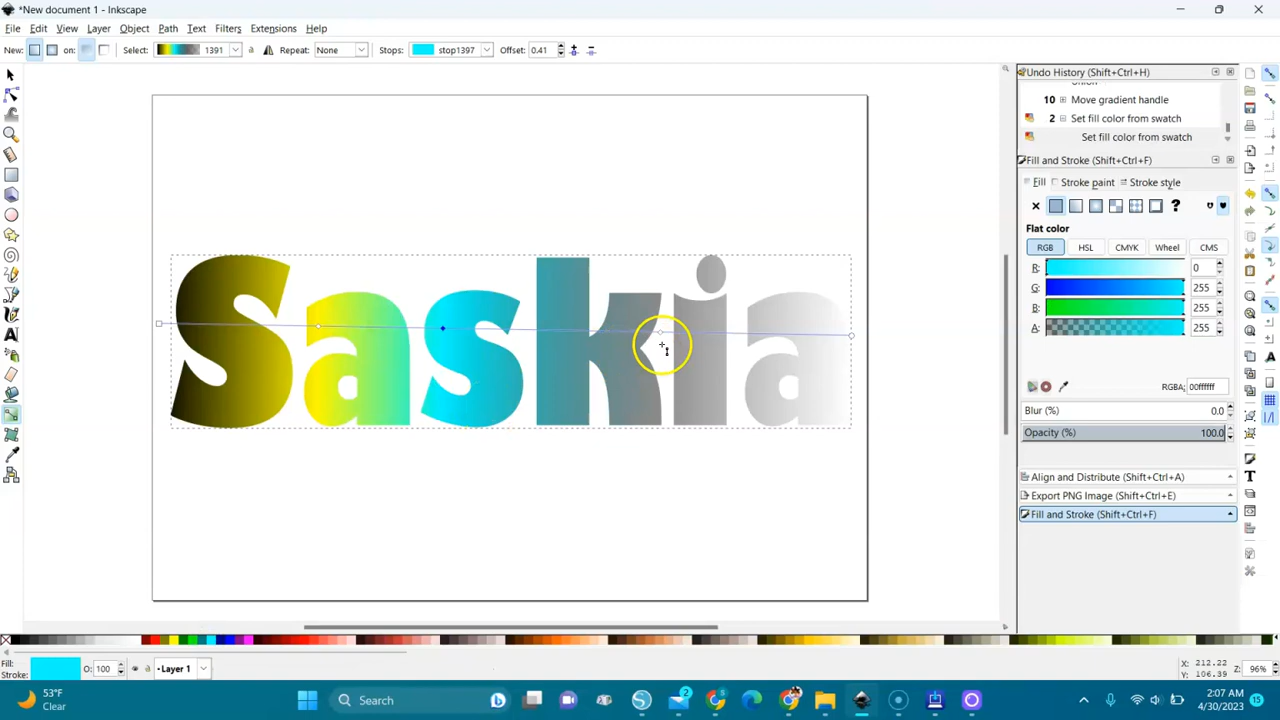 *New document 1 - Inkscape
File Edit View Layer Object Path Text Filters Extensions Help
New: on: Select: 1391 Repeat: None Stops: stop1397 Offset: 0.41
Undo History (Shift+Ctrl+H)
10 Move gradient handle
2 Set fill color from swatch
Set fill color from swatch
Fill and Stroke (Shift+Ctrl+F)
Fill Stroke paint Stroke style
?
Flat color
RGB HSL CMYK Wheel CMS
R: 0
G: 255
B: 255
A: 255
RGBA: 00ffffff
Blur (%) 0.0
Opacity (%) 100.0
Align and Distribute (Shift+Ctrl+A)
Export PNG Image (Shift+Ctrl+E)
Fill and Stroke (Shift+Ctrl+F)
Saskia
Fill:
Stroke:
O: 100
Layer 1
X: 212.22
Y: 106.39
Z: 96%
53°F
Clear
Search
2
2:07 AM
4/30/2023
15